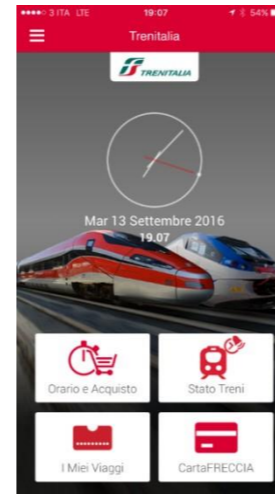 3 ITA LTE 19:07 54%
Trenitalia
TRENITALIA
Mar 13 Settembre 2016
19.07
Orario e Acquisto
Stato Treni
I Miei Viaggi
CartaFRECCIA